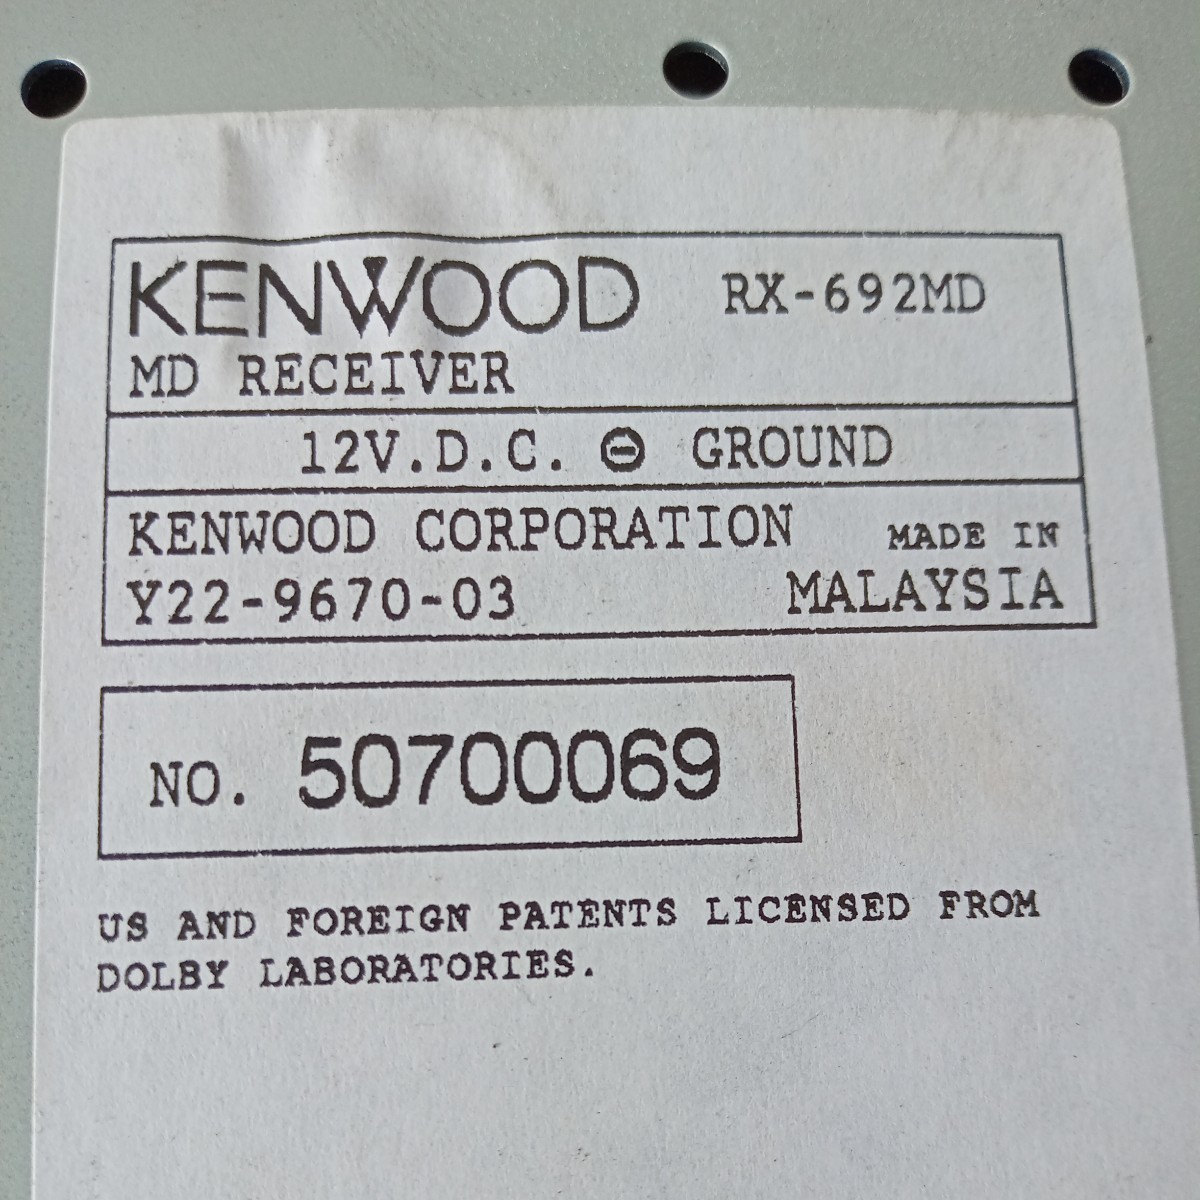 KENWOOD RX-692MD
MD RECEIVER
12V.D.C. ⊖ GROUND
KENWOOD CORPORATION MADE IN
Y22-9670-03 MALAYSIA
NO. 50700069
US AND FOREIGN PATENTS LICENSED FROM
DOLBY LABORATORIES.